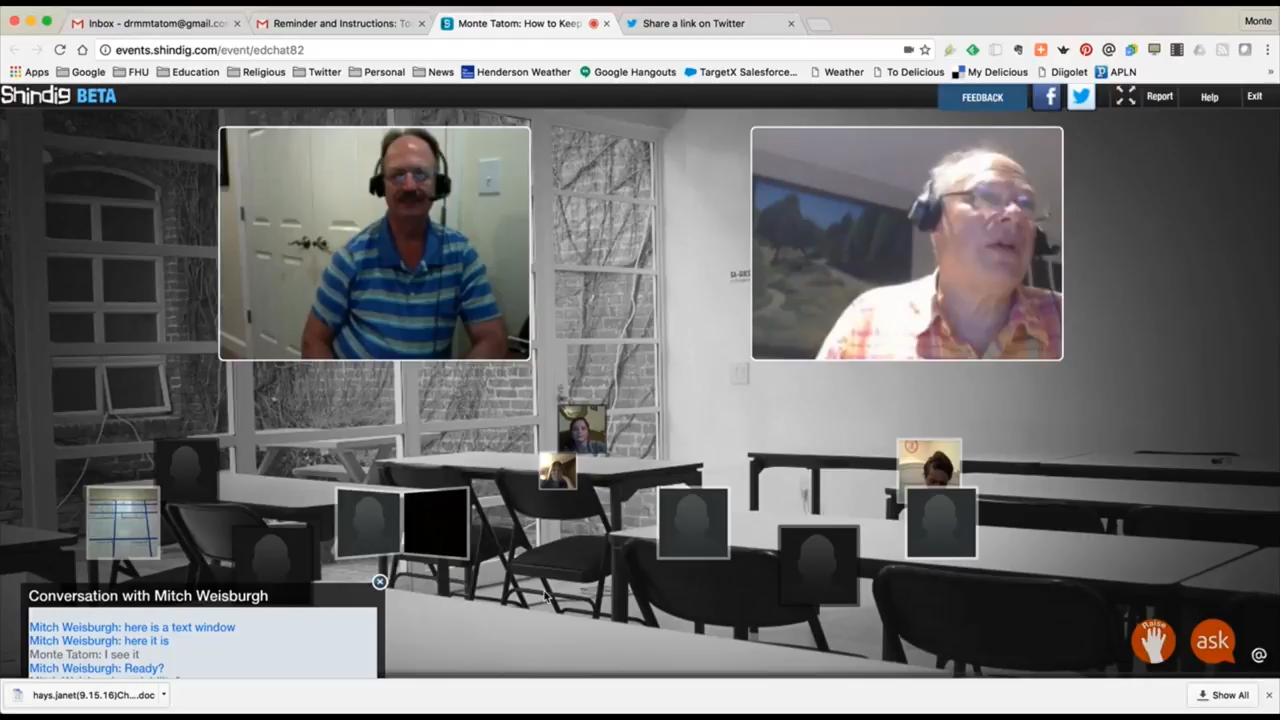 Inbox - drmmtatom@gmail.co
Reminder and Instructions: To
Monte Tatom: How to Keep
Share a link on Twitter
Monte
events.shindig.com/event/edchat82
Apps
Google
FHU
Education
Religious
Twitter
Personal
News
Henderson Weather
Google Hangouts
TargetX Salesforce...
Weather
To Delicious
My Delicious
Diigolet
APLN
»
Shindig BETA
FEEDBACK
Report
Help
Exit
Conversation with Mitch Weisburgh
Mitch Weisburgh: here is a text window
Mitch Weisburgh: here it is
Monte Tatom: I see it
Mitch Weisburgh: Ready?
Raise
ask
@
hays.janet(9.15.16)Ch....doc
Show All